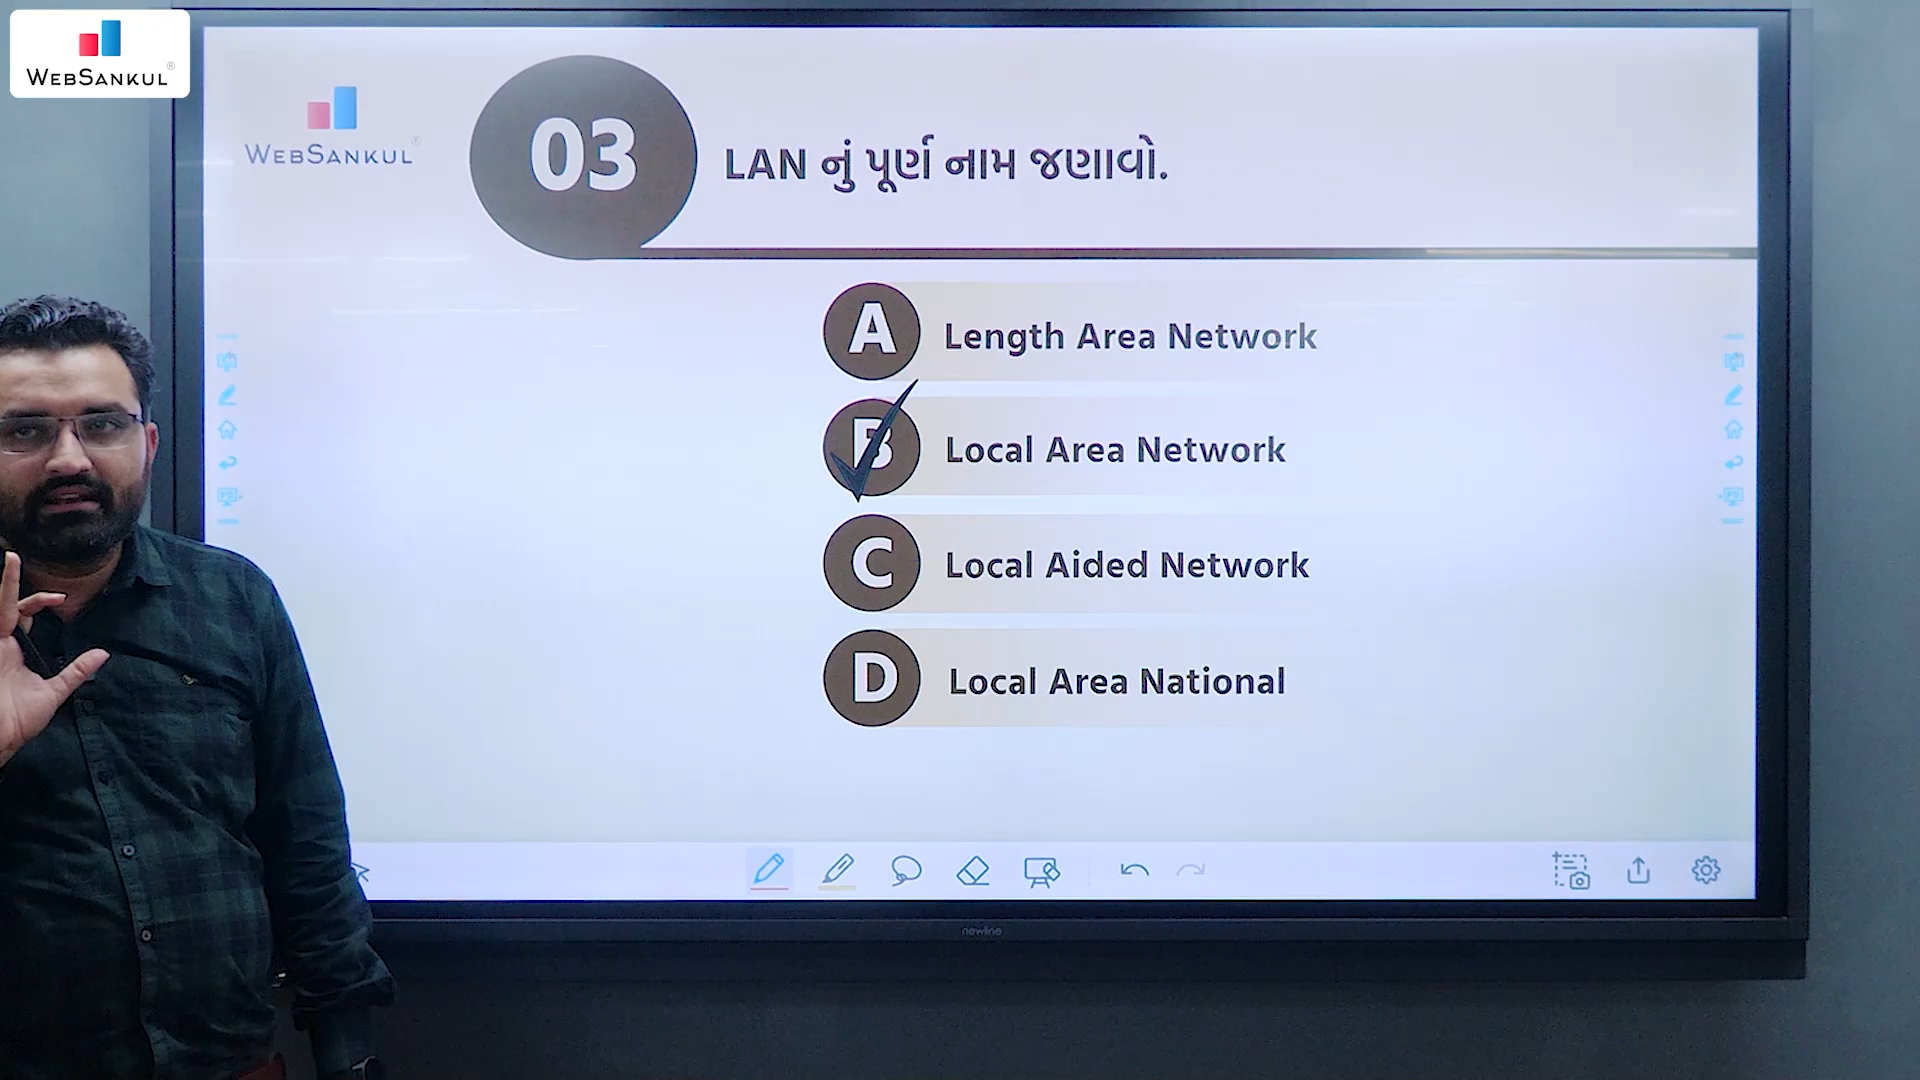 WEBSANKUL
WEBSANKUL
03
LAN નું પૂર્ણ નામ જણાવો.
A Length Area Network
B Local Area Network
C Local Aided Network
D Local Area National
newline